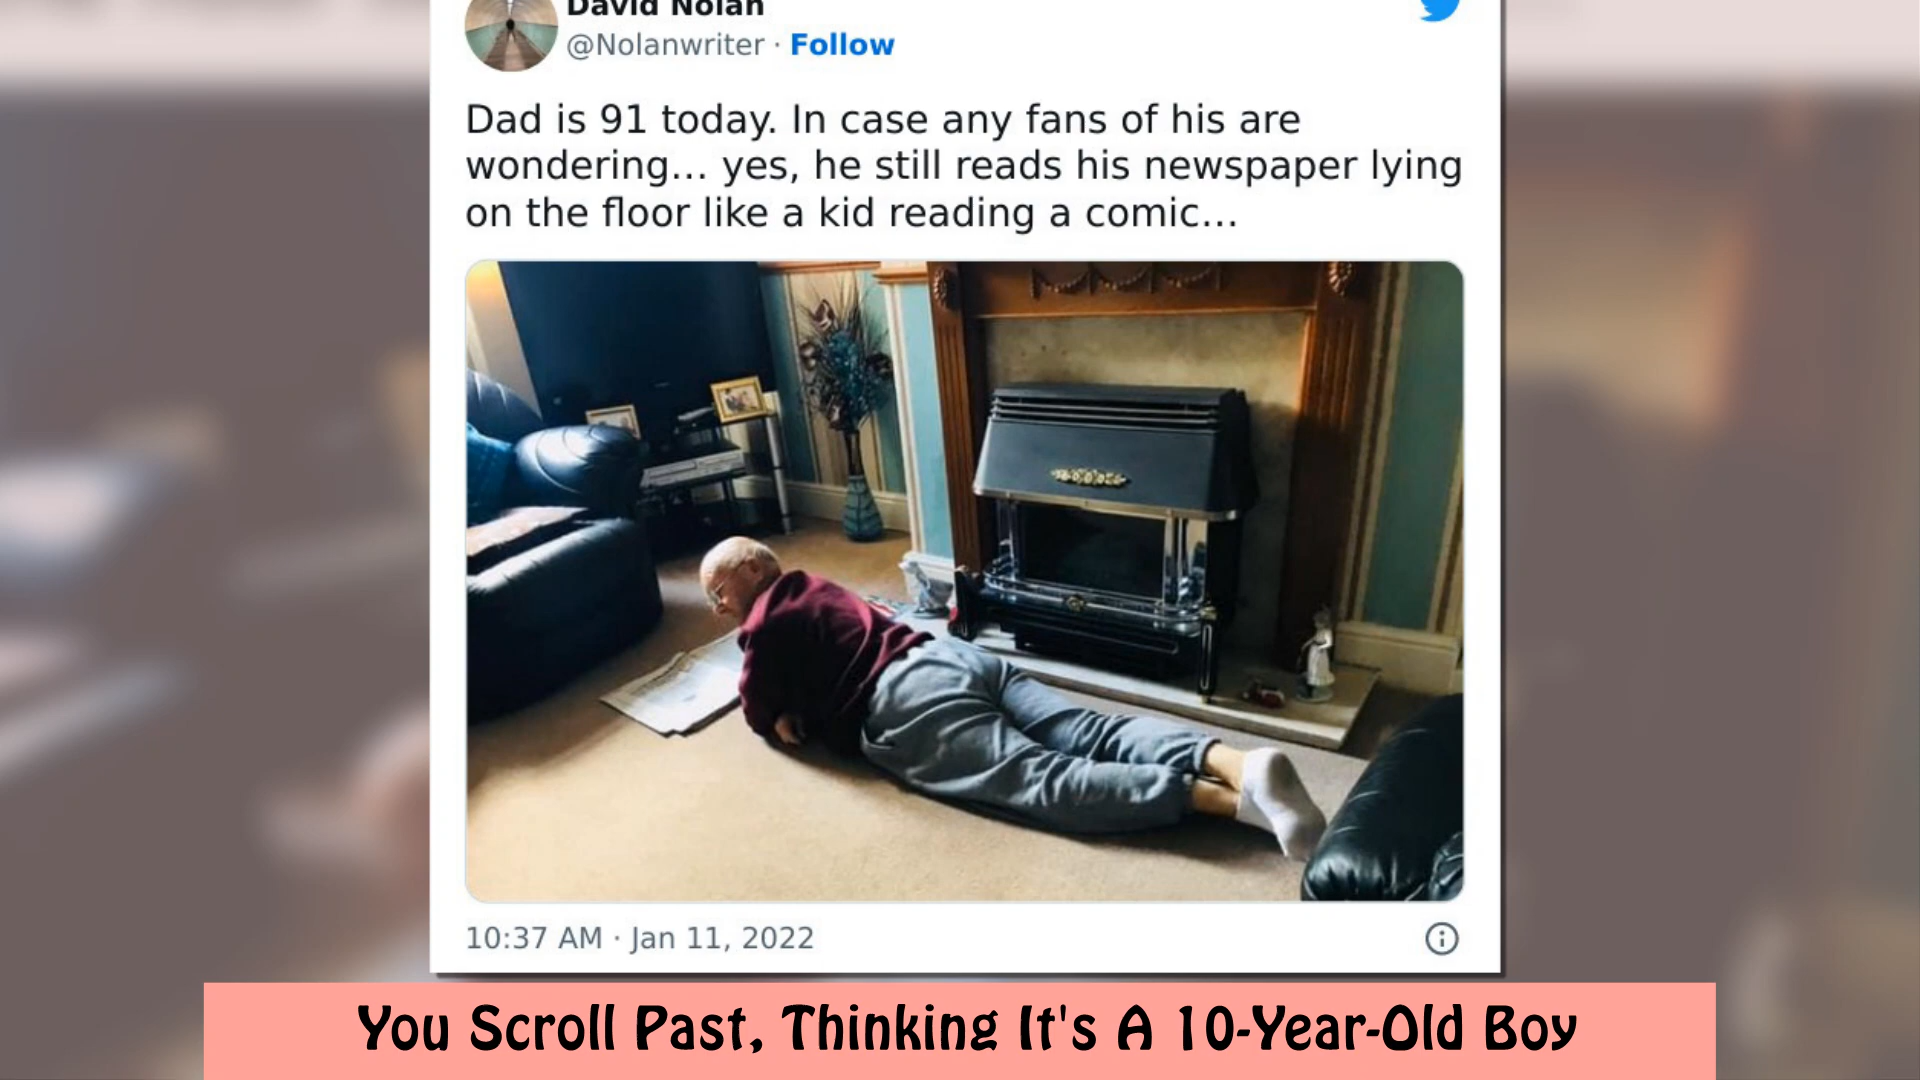 David Nolan
@Nolanwriter · Follow
Dad is 91 today. In case any fans of his are
wondering... yes, he still reads his newspaper lying
on the floor like a kid reading a comic...
10:37 AM · Jan 11, 2022
You Scroll Past, Thinking It's A 10-Year-Old Boy